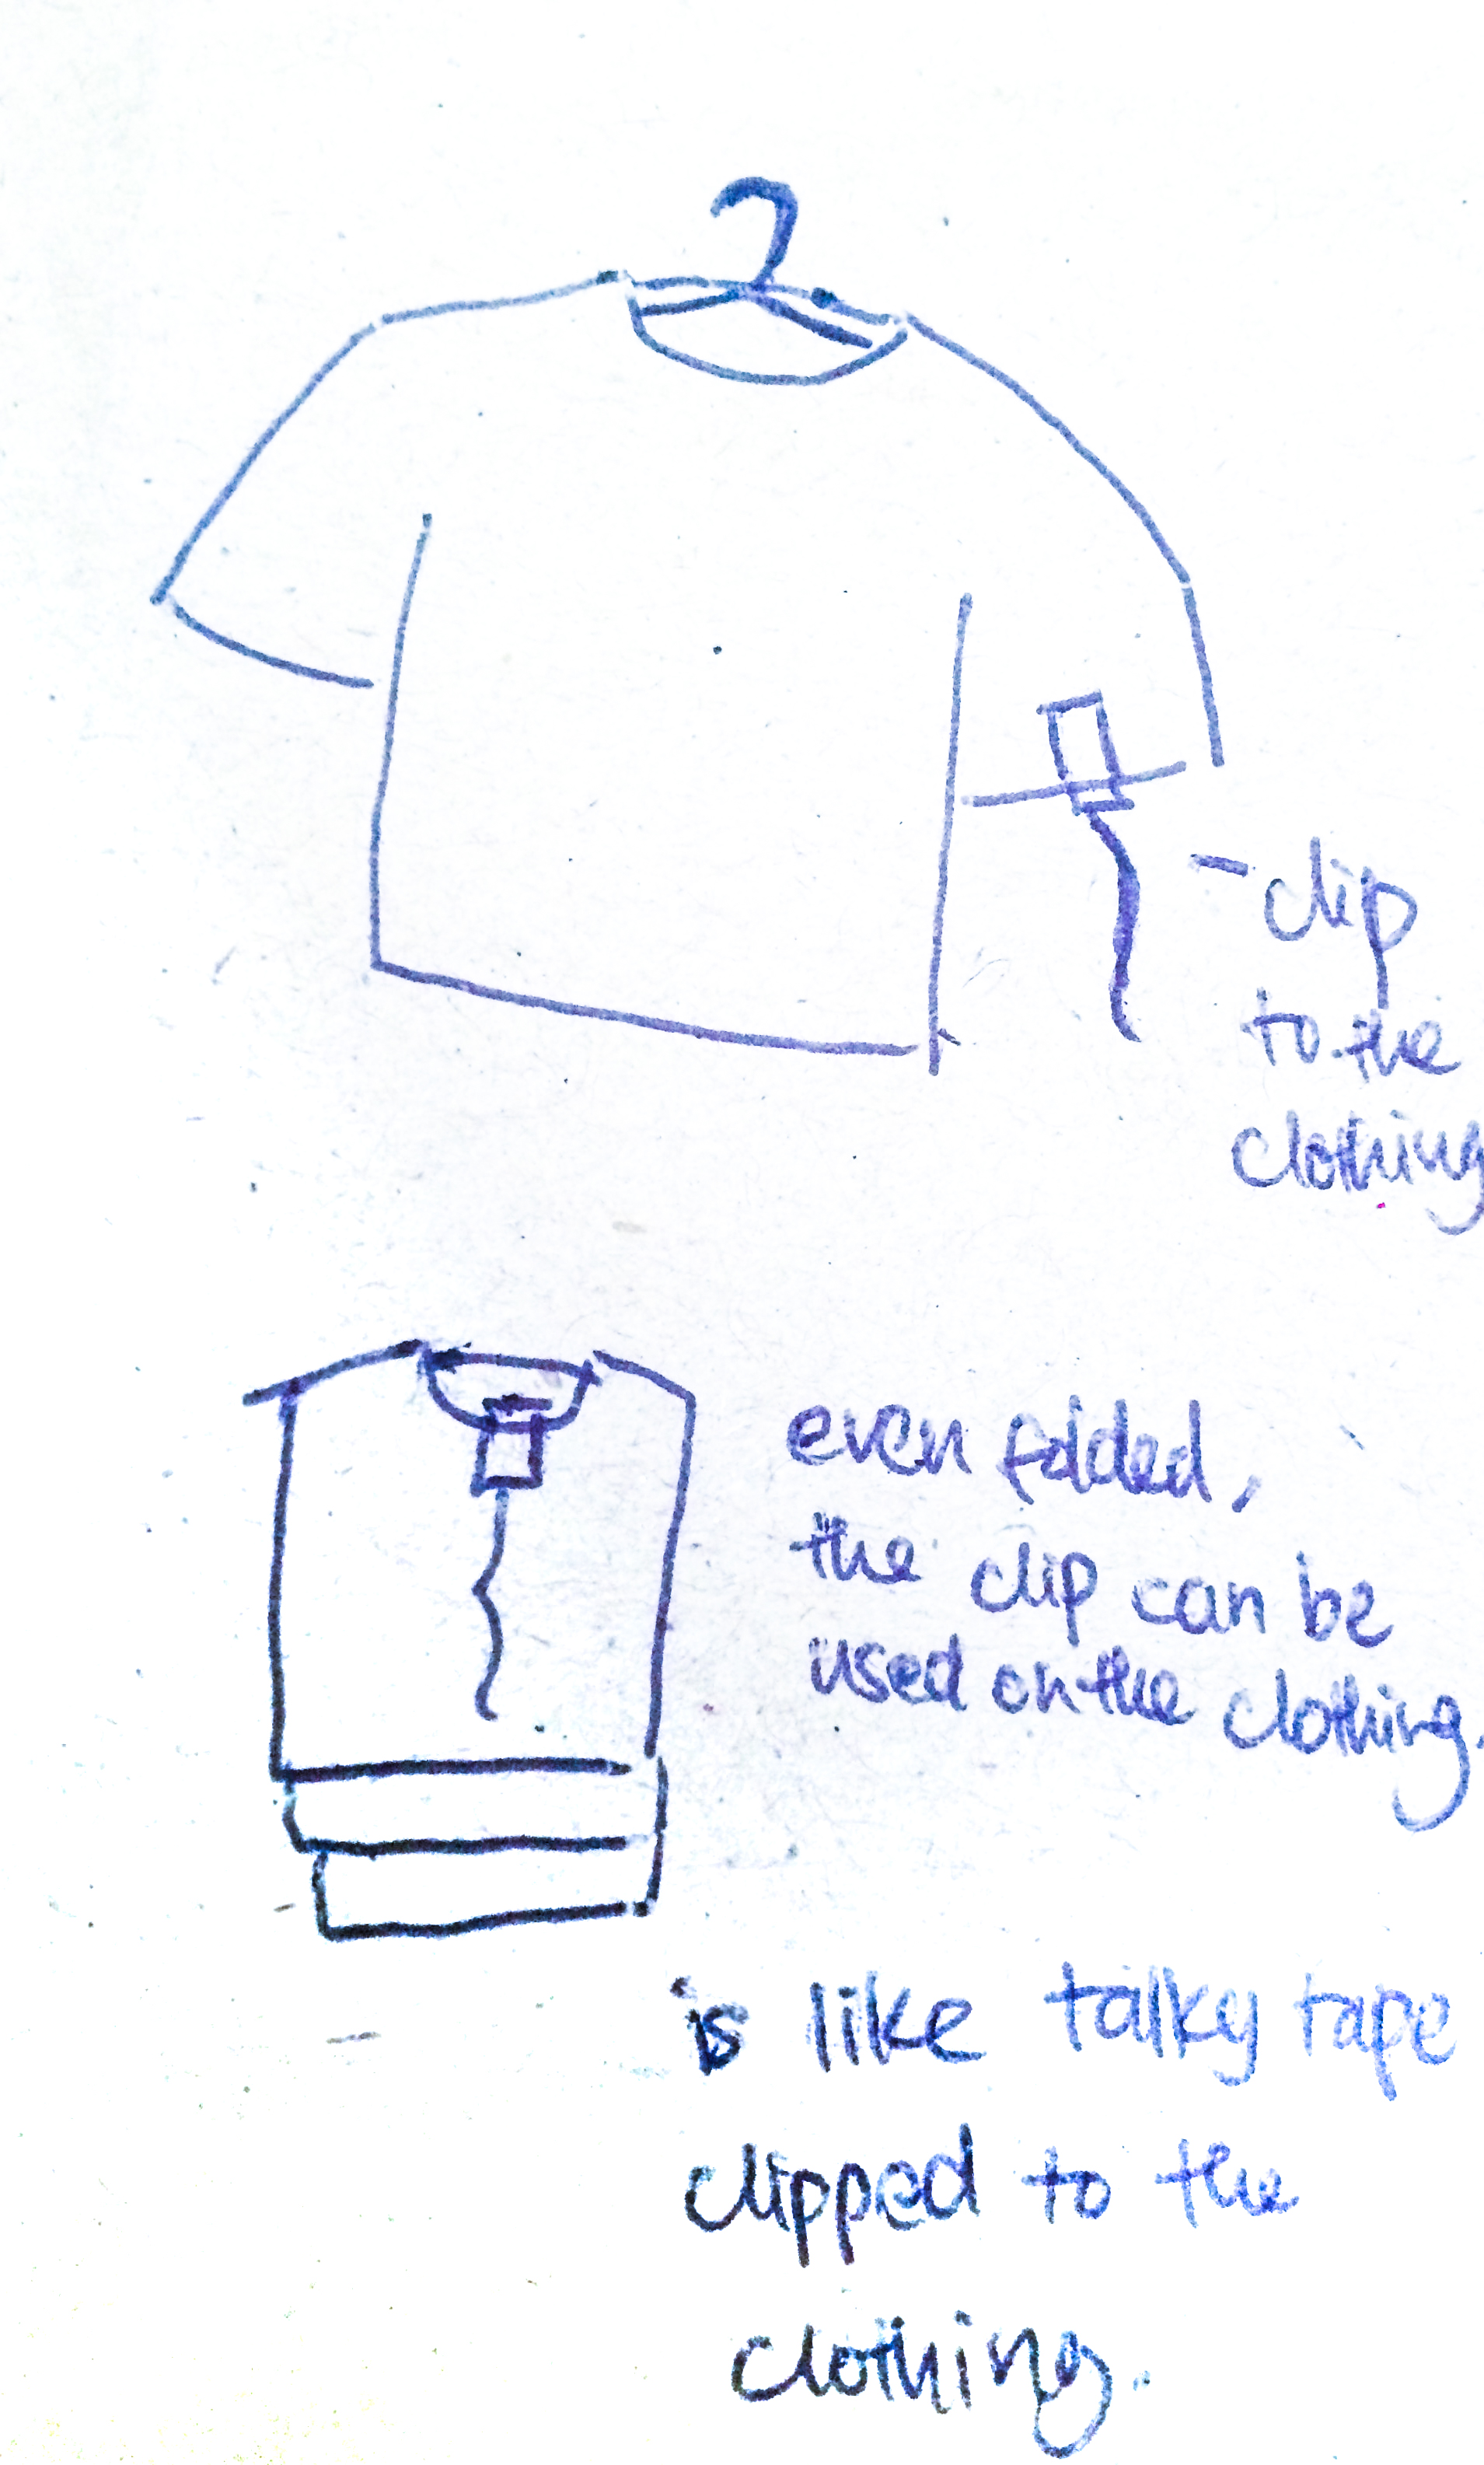 - clip
to the
clothing
even folded,
the clip can be
used on the clothing.
is like talky tape
clipped to the
clothing.